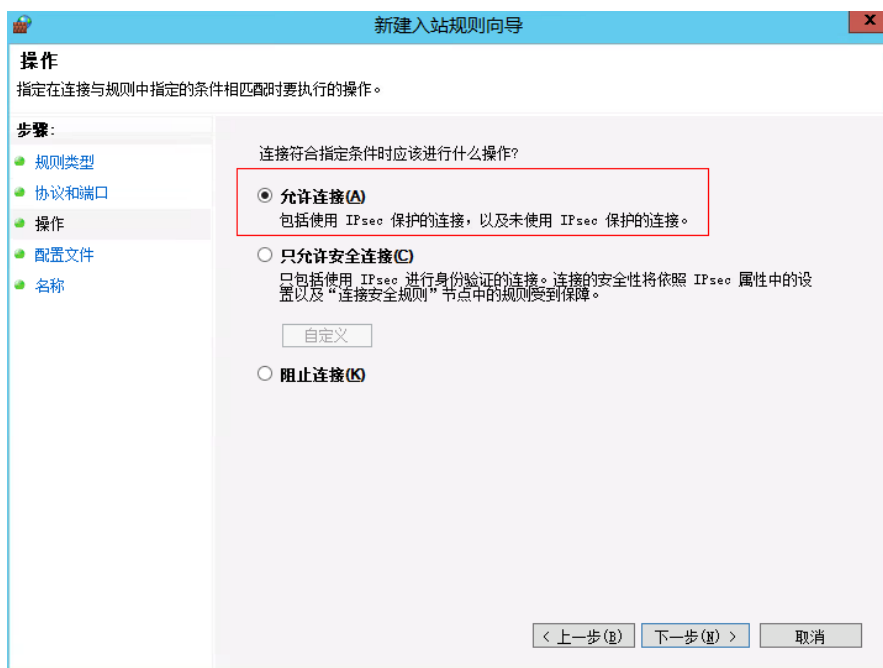 新建入站规则向导
x
操作
指定在连接与规则中指定的条件相匹配时要执行的操作。
步骤:
规则类型
协议和端口
操作
配置文件
名称
连接符合指定条件时应该进行什么操作?
允许连接(A)
包括使用 IPsec 保护的连接，以及未使用 IPsec 保护的连接。
只允许安全连接(C)
只包括使用 IPsec 进行身份验证的连接。连接的安全性将依照 IPsec 属性中的设
置以及“连接安全规则”节点中的规则受到保障。
自定义
阻止连接(K)
< 上一步(B)
下一步(N) >
取消